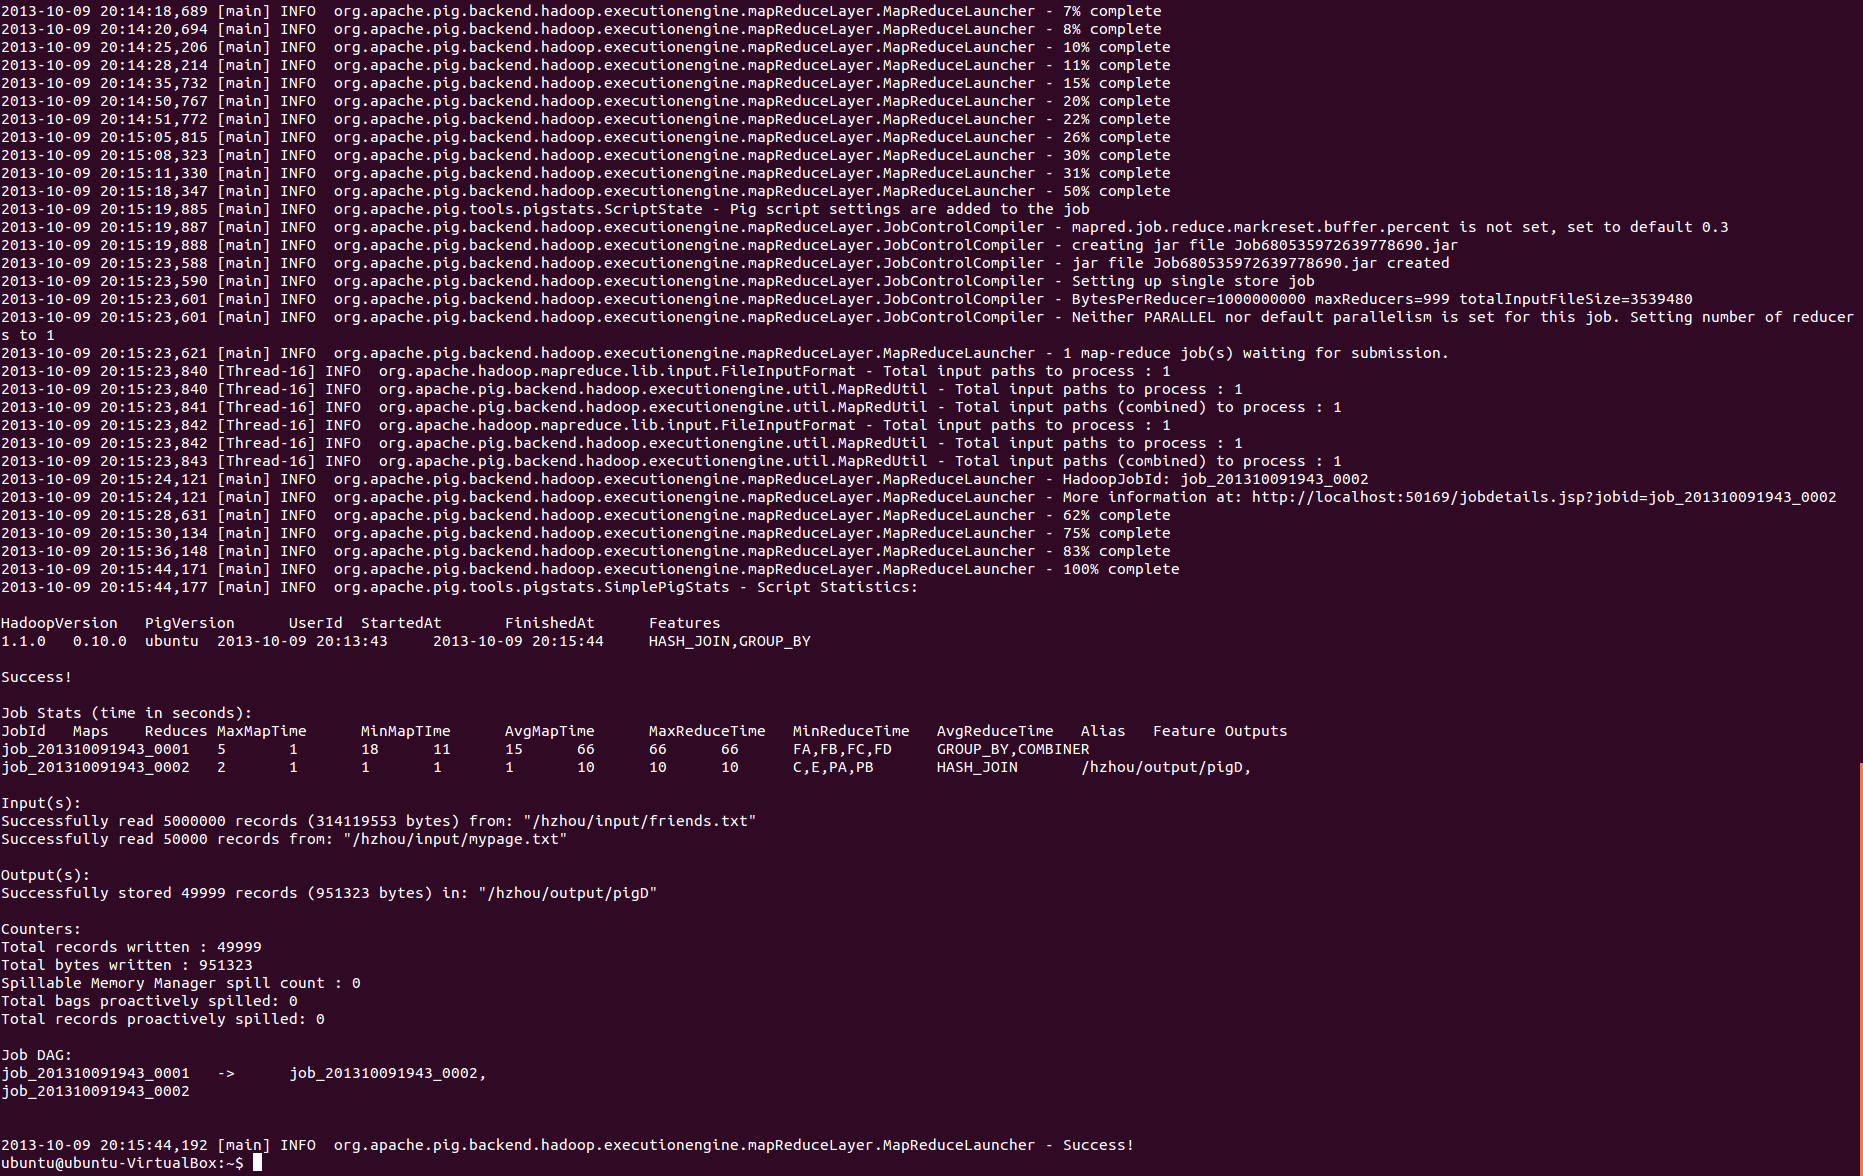 2013-10-09 20:14:18,689 [main] INFO  org.apache.pig.backend.hadoop.executionengine.mapReduceLayer.MapReduceLauncher - 7% complete
2013-10-09 20:14:20,694 [main] INFO  org.apache.pig.backend.hadoop.executionengine.mapReduceLayer.MapReduceLauncher - 8% complete
2013-10-09 20:14:25,206 [main] INFO  org.apache.pig.backend.hadoop.executionengine.mapReduceLayer.MapReduceLauncher - 10% complete
2013-10-09 20:14:28,214 [main] INFO  org.apache.pig.backend.hadoop.executionengine.mapReduceLayer.MapReduceLauncher - 11% complete
2013-10-09 20:14:35,732 [main] INFO  org.apache.pig.backend.hadoop.executionengine.mapReduceLayer.MapReduceLauncher - 15% complete
2013-10-09 20:14:50,767 [main] INFO  org.apache.pig.backend.hadoop.executionengine.mapReduceLayer.MapReduceLauncher - 20% complete
2013-10-09 20:14:51,772 [main] INFO  org.apache.pig.backend.hadoop.executionengine.mapReduceLayer.MapReduceLauncher - 22% complete
2013-10-09 20:15:05,815 [main] INFO  org.apache.pig.backend.hadoop.executionengine.mapReduceLayer.MapReduceLauncher - 26% complete
2013-10-09 20:15:08,323 [main] INFO  org.apache.pig.backend.hadoop.executionengine.mapReduceLayer.MapReduceLauncher - 30% complete
2013-10-09 20:15:11,330 [main] INFO  org.apache.pig.backend.hadoop.executionengine.mapReduceLayer.MapReduceLauncher - 31% complete
2013-10-09 20:15:18,347 [main] INFO  org.apache.pig.backend.hadoop.executionengine.mapReduceLayer.MapReduceLauncher - 50% complete
2013-10-09 20:15:19,885 [main] INFO  org.apache.pig.tools.pigstats.ScriptState - Pig script settings are added to the job
2013-10-09 20:15:19,887 [main] INFO  org.apache.pig.backend.hadoop.executionengine.mapReduceLayer.JobControlCompiler - mapred.job.reduce.markreset.buffer.percent is not set, set to default 0.3
2013-10-09 20:15:19,888 [main] INFO  org.apache.pig.backend.hadoop.executionengine.mapReduceLayer.JobControlCompiler - creating jar file Job680535972639778690.jar
2013-10-09 20:15:23,588 [main] INFO  org.apache.pig.backend.hadoop.executionengine.mapReduceLayer.JobControlCompiler - jar file Job680535972639778690.jar created
2013-10-09 20:15:23,590 [main] INFO  org.apache.pig.backend.hadoop.executionengine.mapReduceLayer.JobControlCompiler - Setting up single store job
2013-10-09 20:15:23,601 [main] INFO  org.apache.pig.backend.hadoop.executionengine.mapReduceLayer.JobControlCompiler - BytesPerReducer=1000000000 maxReducers=999 totalInputFileSize=3539480
2013-10-09 20:15:23,601 [main] INFO  org.apache.pig.backend.hadoop.executionengine.mapReduceLayer.JobControlCompiler - Neither PARALLEL nor default parallelism is set for this job. Setting number of reducer
s to 1
2013-10-09 20:15:23,621 [main] INFO  org.apache.pig.backend.hadoop.executionengine.mapReduceLayer.MapReduceLauncher - 1 map-reduce job(s) waiting for submission.
2013-10-09 20:15:23,840 [Thread-16] INFO  org.apache.hadoop.mapreduce.lib.input.FileInputFormat - Total input paths to process : 1
2013-10-09 20:15:23,840 [Thread-16] INFO  org.apache.pig.backend.hadoop.executionengine.util.MapRedUtil - Total input paths to process : 1
2013-10-09 20:15:23,841 [Thread-16] INFO  org.apache.pig.backend.hadoop.executionengine.util.MapRedUtil - Total input paths (combined) to process : 1
2013-10-09 20:15:23,842 [Thread-16] INFO  org.apache.hadoop.mapreduce.lib.input.FileInputFormat - Total input paths to process : 1
2013-10-09 20:15:23,842 [Thread-16] INFO  org.apache.pig.backend.hadoop.executionengine.util.MapRedUtil - Total input paths to process : 1
2013-10-09 20:15:23,843 [Thread-16] INFO  org.apache.pig.backend.hadoop.executionengine.util.MapRedUtil - Total input paths (combined) to process : 1
2013-10-09 20:15:24,121 [main] INFO  org.apache.pig.backend.hadoop.executionengine.mapReduceLayer.MapReduceLauncher - HadoopJobId: job_201310091943_0002
2013-10-09 20:15:24,121 [main] INFO  org.apache.pig.backend.hadoop.executionengine.mapReduceLayer.MapReduceLauncher - More information at: http://localhost:50169/jobdetails.jsp?jobid=job_201310091943_0002
2013-10-09 20:15:28,631 [main] INFO  org.apache.pig.backend.hadoop.executionengine.mapReduceLayer.MapReduceLauncher - 62% complete
2013-10-09 20:15:30,134 [main] INFO  org.apache.pig.backend.hadoop.executionengine.mapReduceLayer.MapReduceLauncher - 75% complete
2013-10-09 20:15:36,148 [main] INFO  org.apache.pig.backend.hadoop.executionengine.mapReduceLayer.MapReduceLauncher - 83% complete
2013-10-09 20:15:44,171 [main] INFO  org.apache.pig.backend.hadoop.executionengine.mapReduceLayer.MapReduceLauncher - 100% complete
2013-10-09 20:15:44,177 [main] INFO  org.apache.pig.tools.pigstats.SimplePigStats - Script Statistics:

HadoopVersion   PigVersion      UserId  StartedAt       FinishedAt      Features
1.1.0   0.10.0  ubuntu  2013-10-09 20:13:43     2013-10-09 20:15:44     HASH_JOIN,GROUP_BY

Success!

Job Stats (time in seconds):
JobId   Maps    Reduces MaxMapTime      MinMapTIme      AvgMapTime      MaxReduceTime   MinReduceTime   AvgReduceTime   Alias   Feature Outputs
job_201310091943_0001   5       1       18      11      15      66      66      66      FA,FB,FC,FD     GROUP_BY,COMBINER
job_201310091943_0002   2       1       1       1       1       10      10      10      C,E,PA,PB       HASH_JOIN       /hzhou/output/pigD,

Input(s):
Successfully read 5000000 records (314119553 bytes) from: "/hzhou/input/friends.txt"
Successfully read 50000 records from: "/hzhou/input/mypage.txt"

Output(s):
Successfully stored 49999 records (951323 bytes) in: "/hzhou/output/pigD"

Counters:
Total records written : 49999
Total bytes written : 951323
Spillable Memory Manager spill count : 0
Total bags proactively spilled: 0
Total records proactively spilled: 0

Job DAG:
job_201310091943_0001   ->      job_201310091943_0002,
job_201310091943_0002

2013-10-09 20:15:44,192 [main] INFO  org.apache.pig.backend.hadoop.executionengine.mapReduceLayer.MapReduceLauncher - Success!
ubuntu@ubuntu-VirtualBox:~$